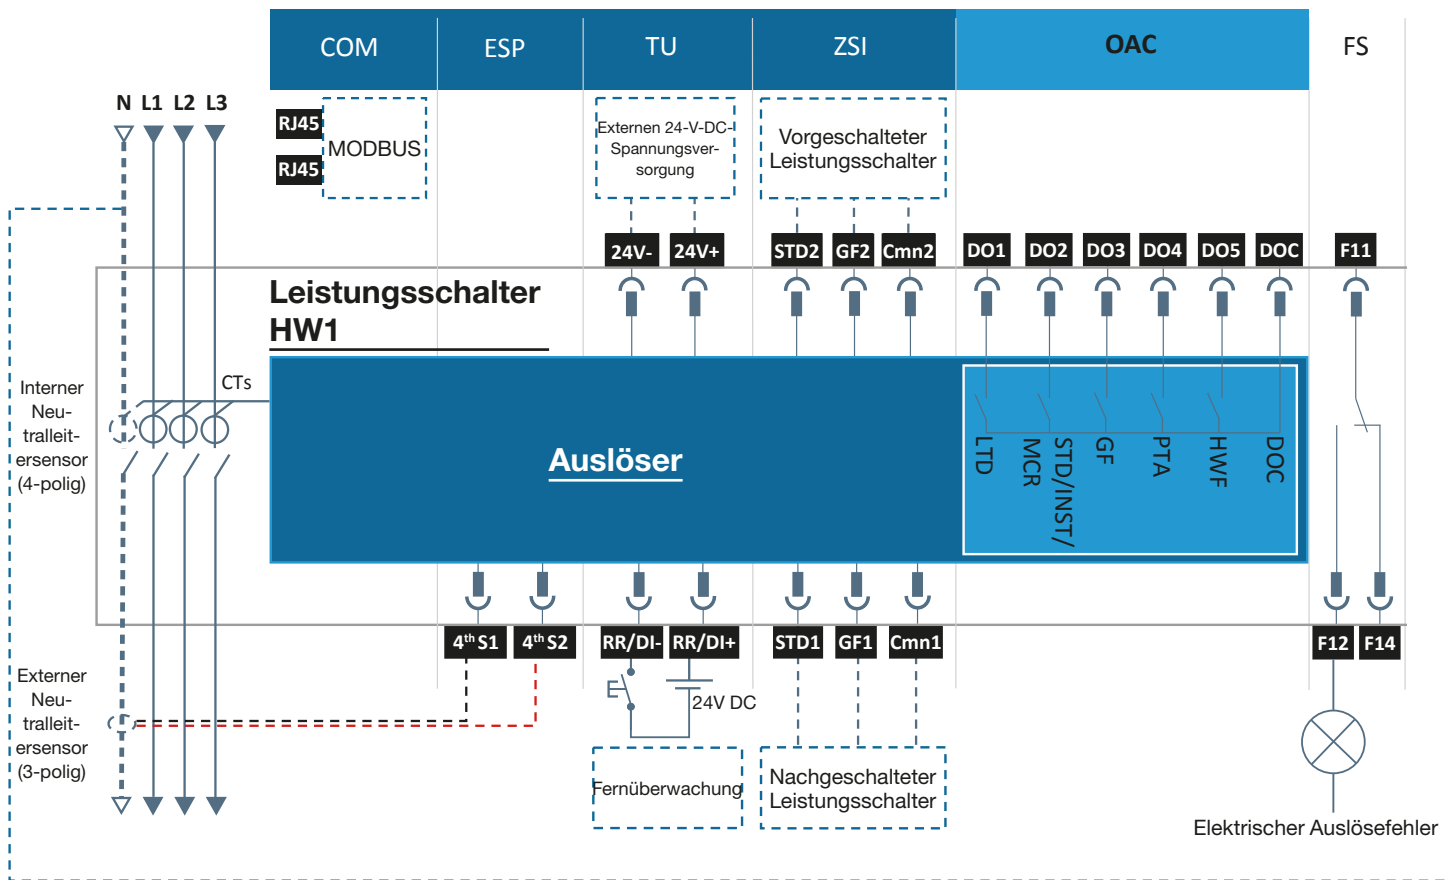 COM
ESP
TU
ZSI
OAC
FS
N L1 L2 L3
RJ45
RJ45
MODBUS
Externen 24-V-DC-
Spannungsver-
sorgung
Vorgeschalteter
Leistungsschalter
24V-
24V+
STD2
GF2
Cmn2
DO1
DO2
DO3
DO4
DO5
DOC
F11
Leistungsschalter
HW1
CTs
Interner
Neu-
tralleit-
ersensor
(4-polig)
Auslöser
LTD
STD/INST/
MCR
GF
PTA
HWF
DOC
4th S1
4th S2
RR/DI-
RR/DI+
STD1
GF1
Cmn1
F12
F14
Externer
Neu-
tralleit-
ersensor
(3-polig)
24V DC
Fernüberwachung
Nachgeschalteter
Leistungsschalter
Elektrischer Auslösefehler